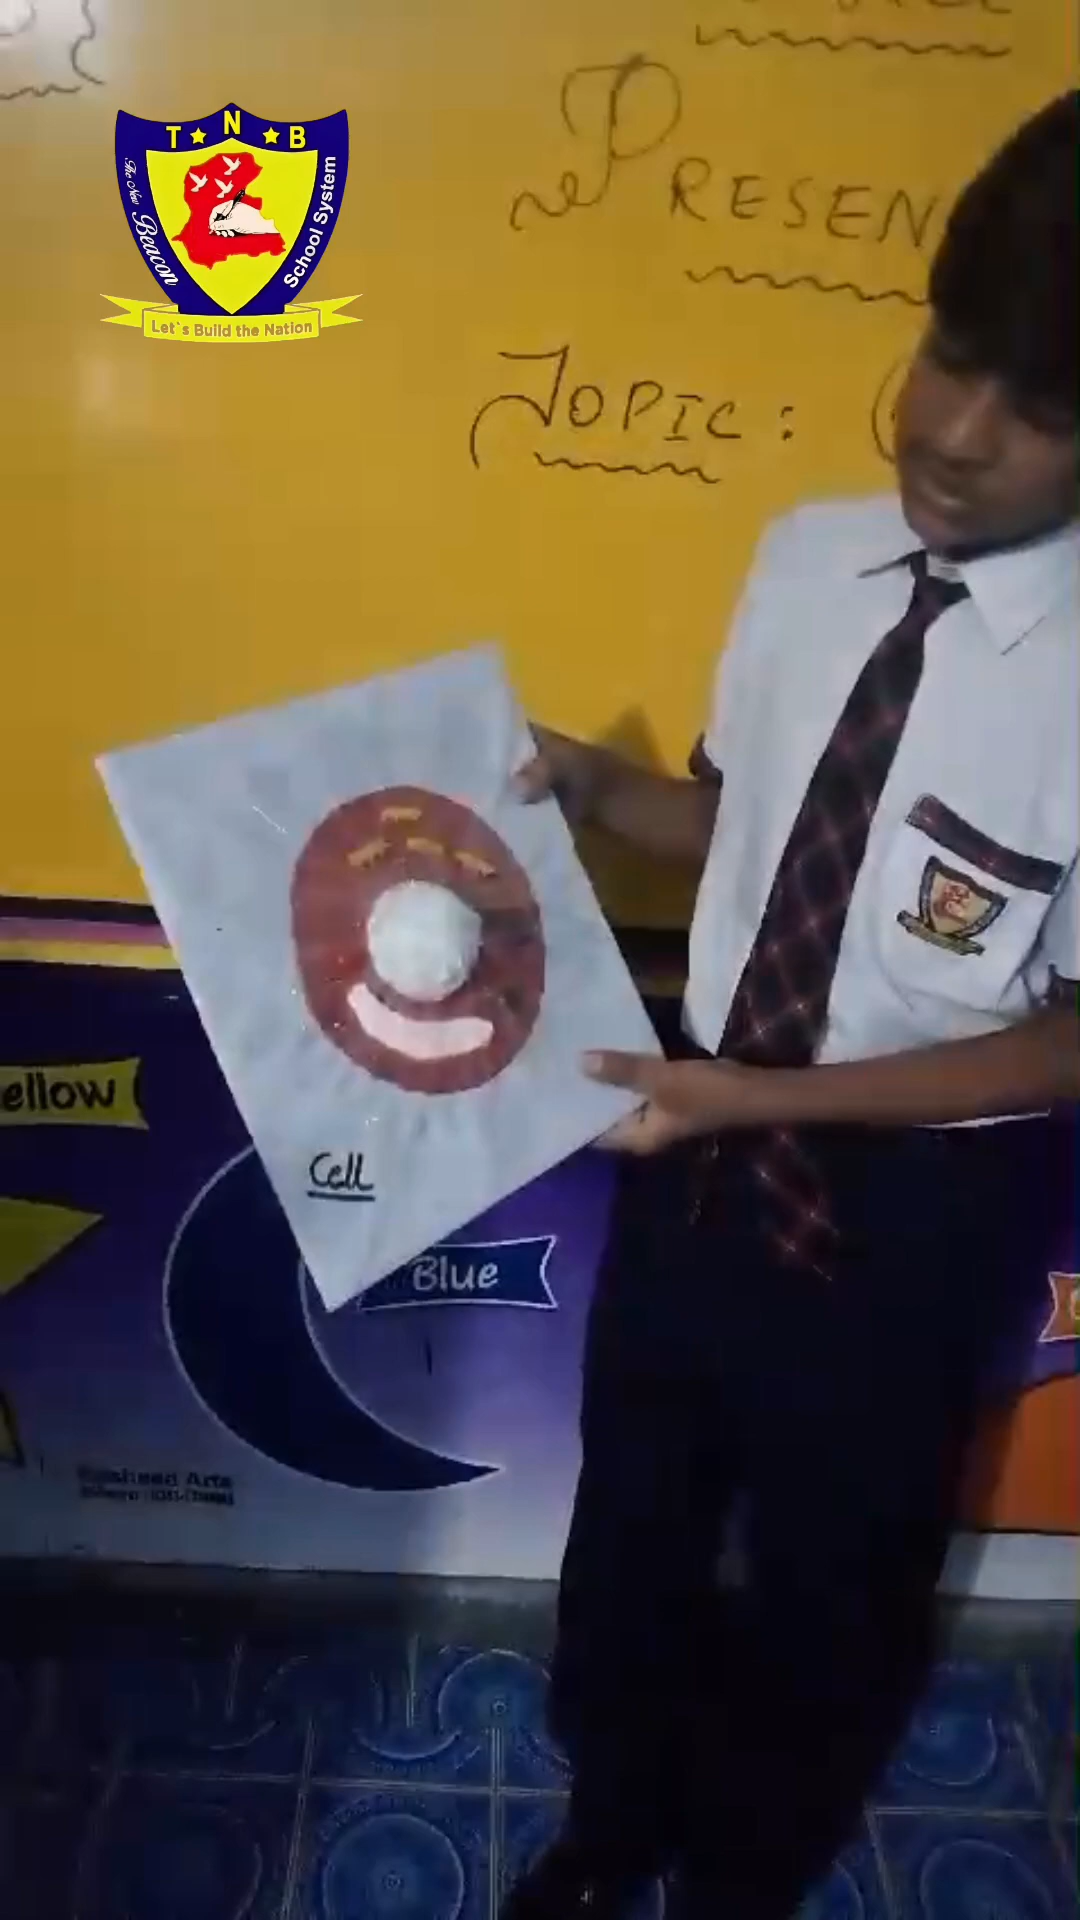 T N B
The New Beacon School System
Let's Build the Nation
PRESEN
TOPIC:
ellow
Cell
Blue